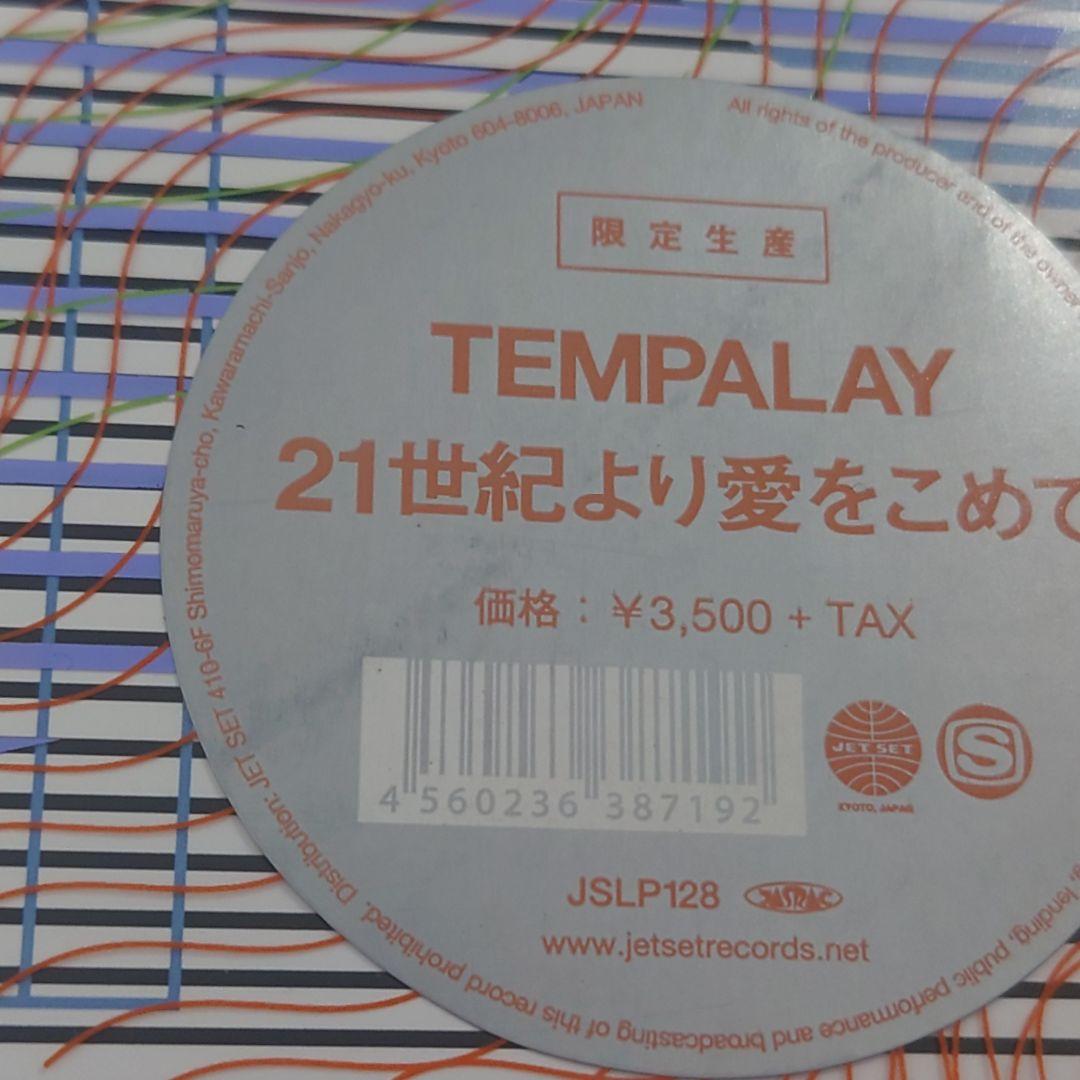 限定生産
TEMPALAY
21世紀より愛をこめて
価格：￥3,500 + TAX
4 560236 387192
JET SET
KYOTO, JAPAN
S
JSLP128
JASRAC
www.jetsetrecords.net
All rights of the producer and of the owner
lending, public performance and broadcasting of this record prohibited. Distribution: JET SET 410-6F Shimomaruya-cho, Kawaramachi-Sanjo, Nakagyo-ku, Kyoto 604-8006, JAPAN